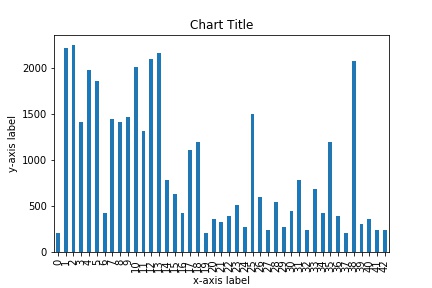 Chart Title
y-axis label
2000
1500
1000
500
0
0 1 2 3 4 5 6 7 8 9 10 11 12 13 14 15 16 17 18 19 20 21 22 23 24 25 26 27 28 29 30 31 32 33 34 35 36 37 38 39 40 41 42
x-axis label